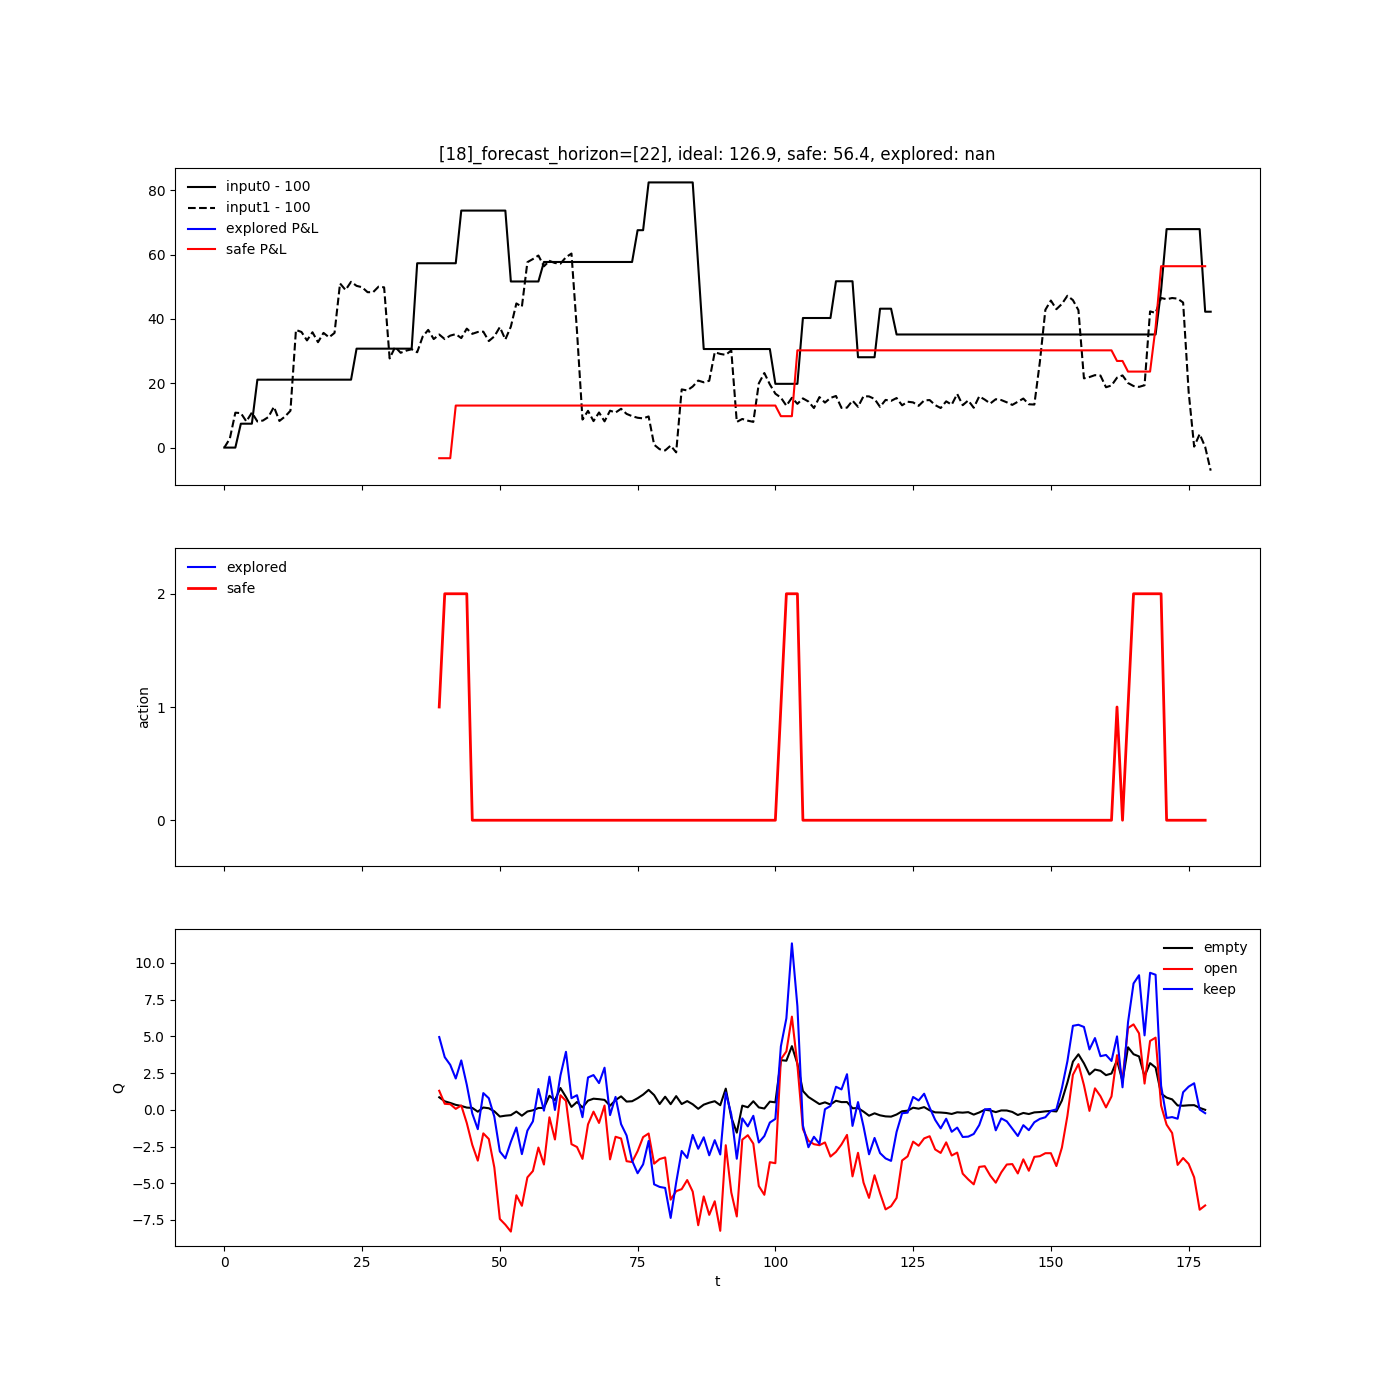 [18]_forecast_horizon=[22], ideal: 126.9, safe: 56.4, explored: nan
input0 - 100
input1 - 100
explored P&L
safe P&L
80
60
40
20
0
explored
safe
action
2
1
0
empty
open
keep
Q
10.0
7.5
5.0
2.5
0.0
−2.5
−5.0
−7.5
0 25 50 75 100 125 150 175
t